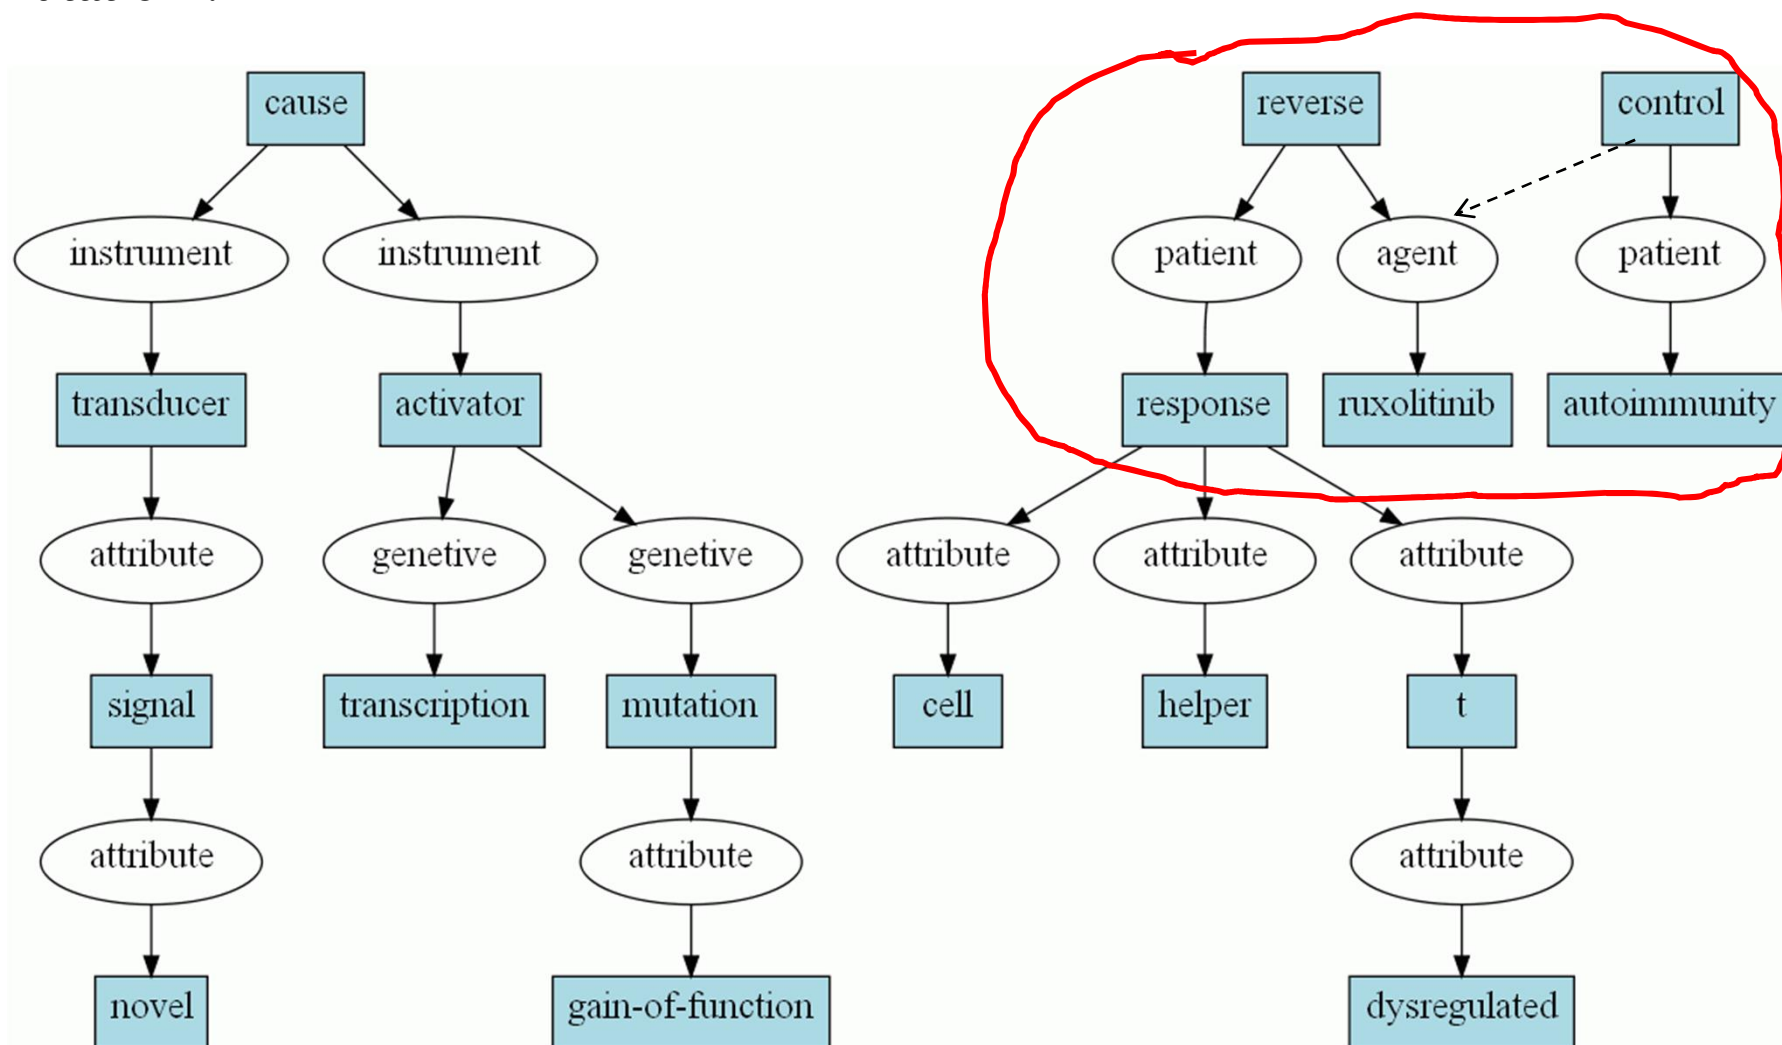 cause reverse control
instrument instrument patient agent patient
transducer activator response ruxolitinib autoimmunity
attribute genetive genetive attribute attribute attribute
signal transcription mutation cell helper t
attribute attribute attribute
novel gain-of-function dysregulated